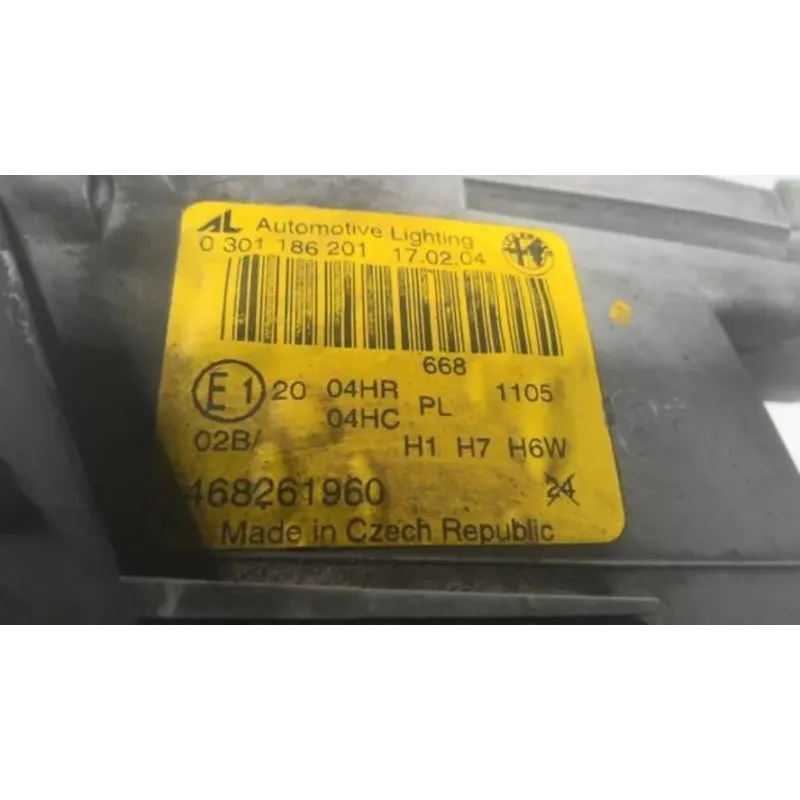 AL Automotive Lighting
0 301 186 201 17.02.04
668
E1 20 04HR PL 1105
04HC
02B/ H1 H7 H6W
468261960 24
Made in Czech Republic